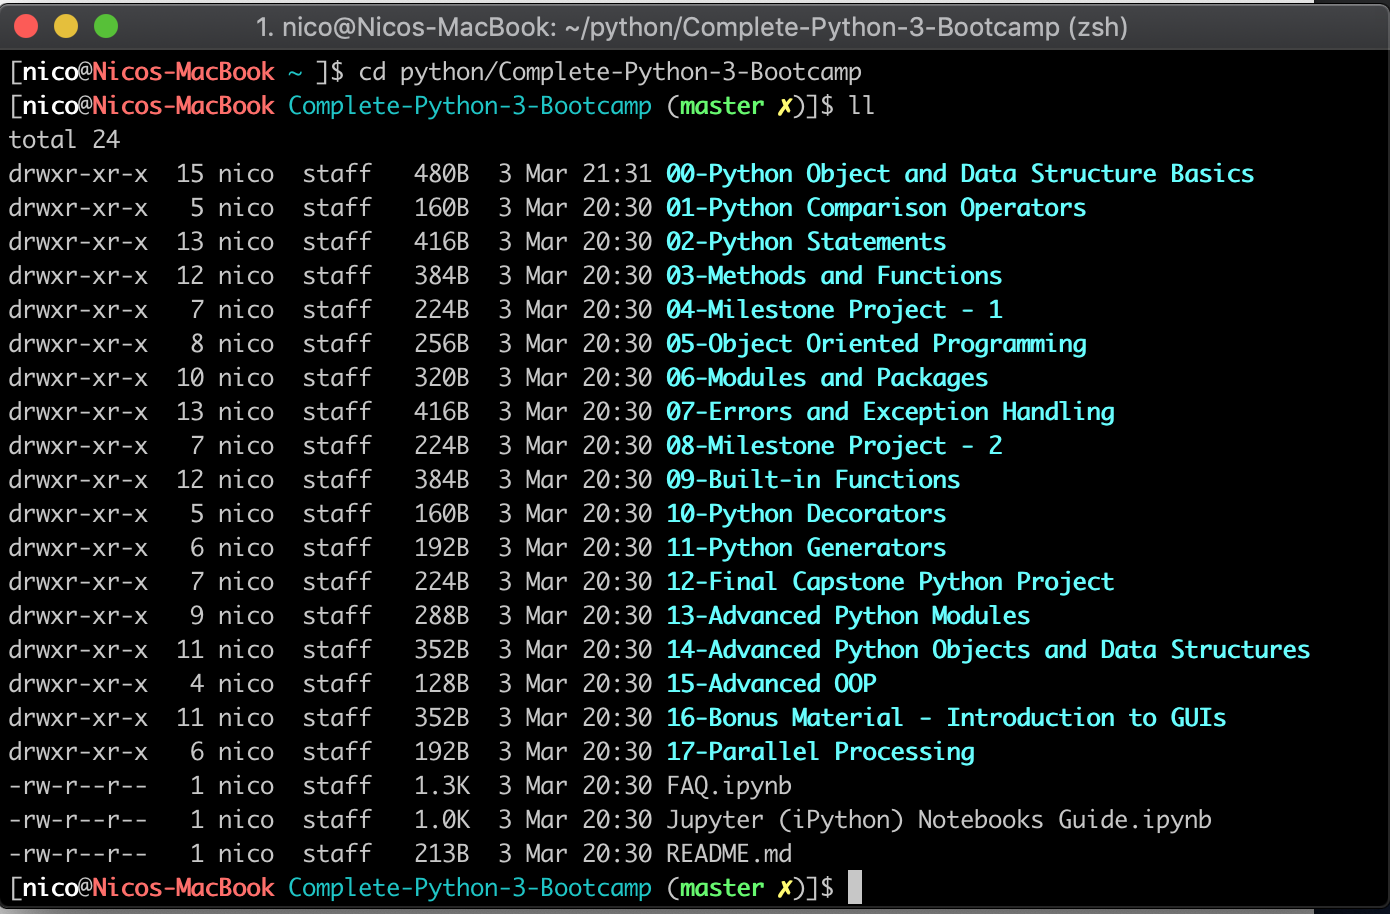 1. nico@Nicos-MacBook: ~/python/Complete-Python-3-Bootcamp (zsh)
[nico@Nicos-MacBook ~ ]$ cd python/Complete-Python-3-Bootcamp
[nico@Nicos-MacBook Complete-Python-3-Bootcamp (master ✗)]$ ll
total 24
drwxr-xr-x  15 nico  staff   480B  3 Mar 21:31 00-Python Object and Data Structure Basics
drwxr-xr-x   5 nico  staff   160B  3 Mar 20:30 01-Python Comparison Operators
drwxr-xr-x  13 nico  staff   416B  3 Mar 20:30 02-Python Statements
drwxr-xr-x  12 nico  staff   384B  3 Mar 20:30 03-Methods and Functions
drwxr-xr-x   7 nico  staff   224B  3 Mar 20:30 04-Milestone Project - 1
drwxr-xr-x   8 nico  staff   256B  3 Mar 20:30 05-Object Oriented Programming
drwxr-xr-x  10 nico  staff   320B  3 Mar 20:30 06-Modules and Packages
drwxr-xr-x  13 nico  staff   416B  3 Mar 20:30 07-Errors and Exception Handling
drwxr-xr-x   7 nico  staff   224B  3 Mar 20:30 08-Milestone Project - 2
drwxr-xr-x  12 nico  staff   384B  3 Mar 20:30 09-Built-in Functions
drwxr-xr-x   5 nico  staff   160B  3 Mar 20:30 10-Python Decorators
drwxr-xr-x   6 nico  staff   192B  3 Mar 20:30 11-Python Generators
drwxr-xr-x   7 nico  staff   224B  3 Mar 20:30 12-Final Capstone Python Project
drwxr-xr-x   9 nico  staff   288B  3 Mar 20:30 13-Advanced Python Modules
drwxr-xr-x  11 nico  staff   352B  3 Mar 20:30 14-Advanced Python Objects and Data Structures
drwxr-xr-x   4 nico  staff   128B  3 Mar 20:30 15-Advanced OOP
drwxr-xr-x  11 nico  staff   352B  3 Mar 20:30 16-Bonus Material - Introduction to GUIs
drwxr-xr-x   6 nico  staff   192B  3 Mar 20:30 17-Parallel Processing
-rw-r--r--   1 nico  staff   1.3K  3 Mar 20:30 FAQ.ipynb
-rw-r--r--   1 nico  staff   1.0K  3 Mar 20:30 Jupyter (iPython) Notebooks Guide.ipynb
-rw-r--r--   1 nico  staff   213B  3 Mar 20:30 README.md
[nico@Nicos-MacBook Complete-Python-3-Bootcamp (master ✗)]$